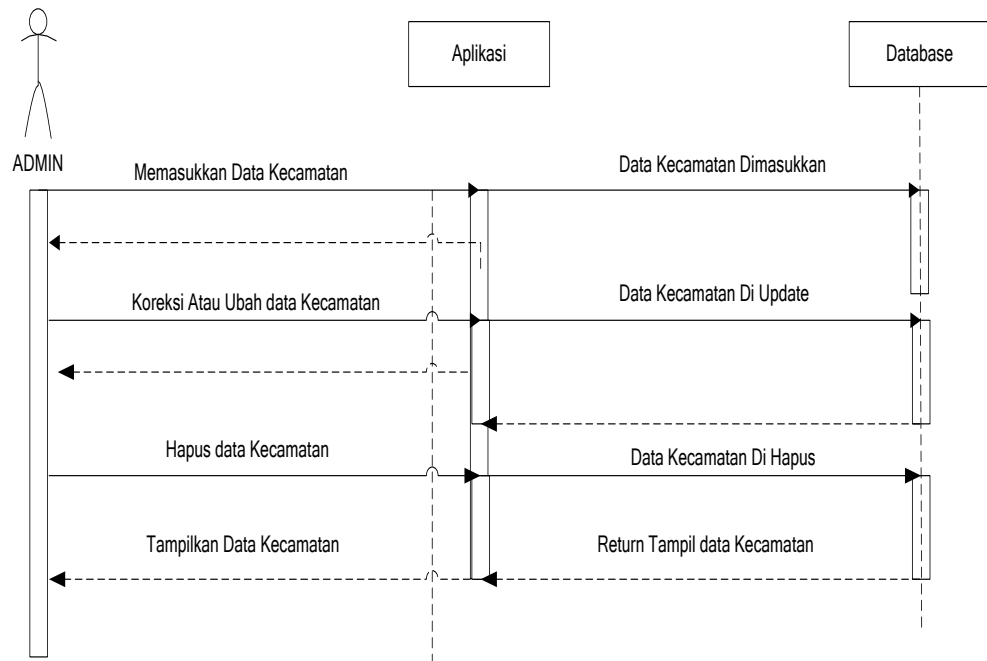 Aplikasi
Database
ADMIN
Memasukkan Data Kecamatan
Data Kecamatan Dimasukkan
Koreksi Atau Ubah data Kecamatan
Data Kecamatan Di Update
Hapus data Kecamatan
Data Kecamatan Di Hapus
Tampilkan Data Kecamatan
Return Tampil data Kecamatan